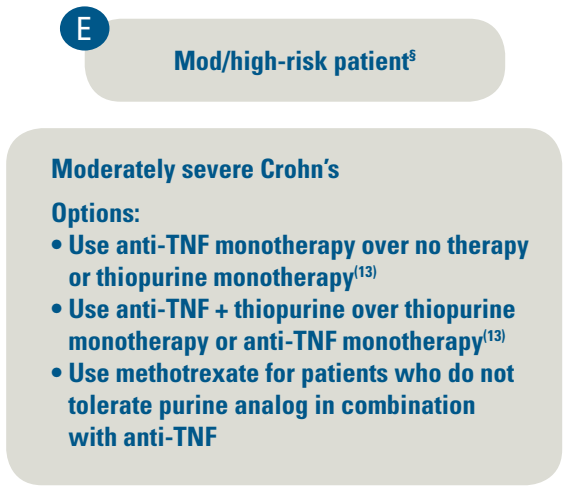 E
Mod/high-risk patient§
Moderately severe Crohn's
Options:
• Use anti-TNF monotherapy over no therapy
or thiopurine monotherapy(13)
• Use anti-TNF + thiopurine over thiopurine
monotherapy or anti-TNF monotherapy(13)
• Use methotrexate for patients who do not
tolerate purine analog in combination
with anti-TNF